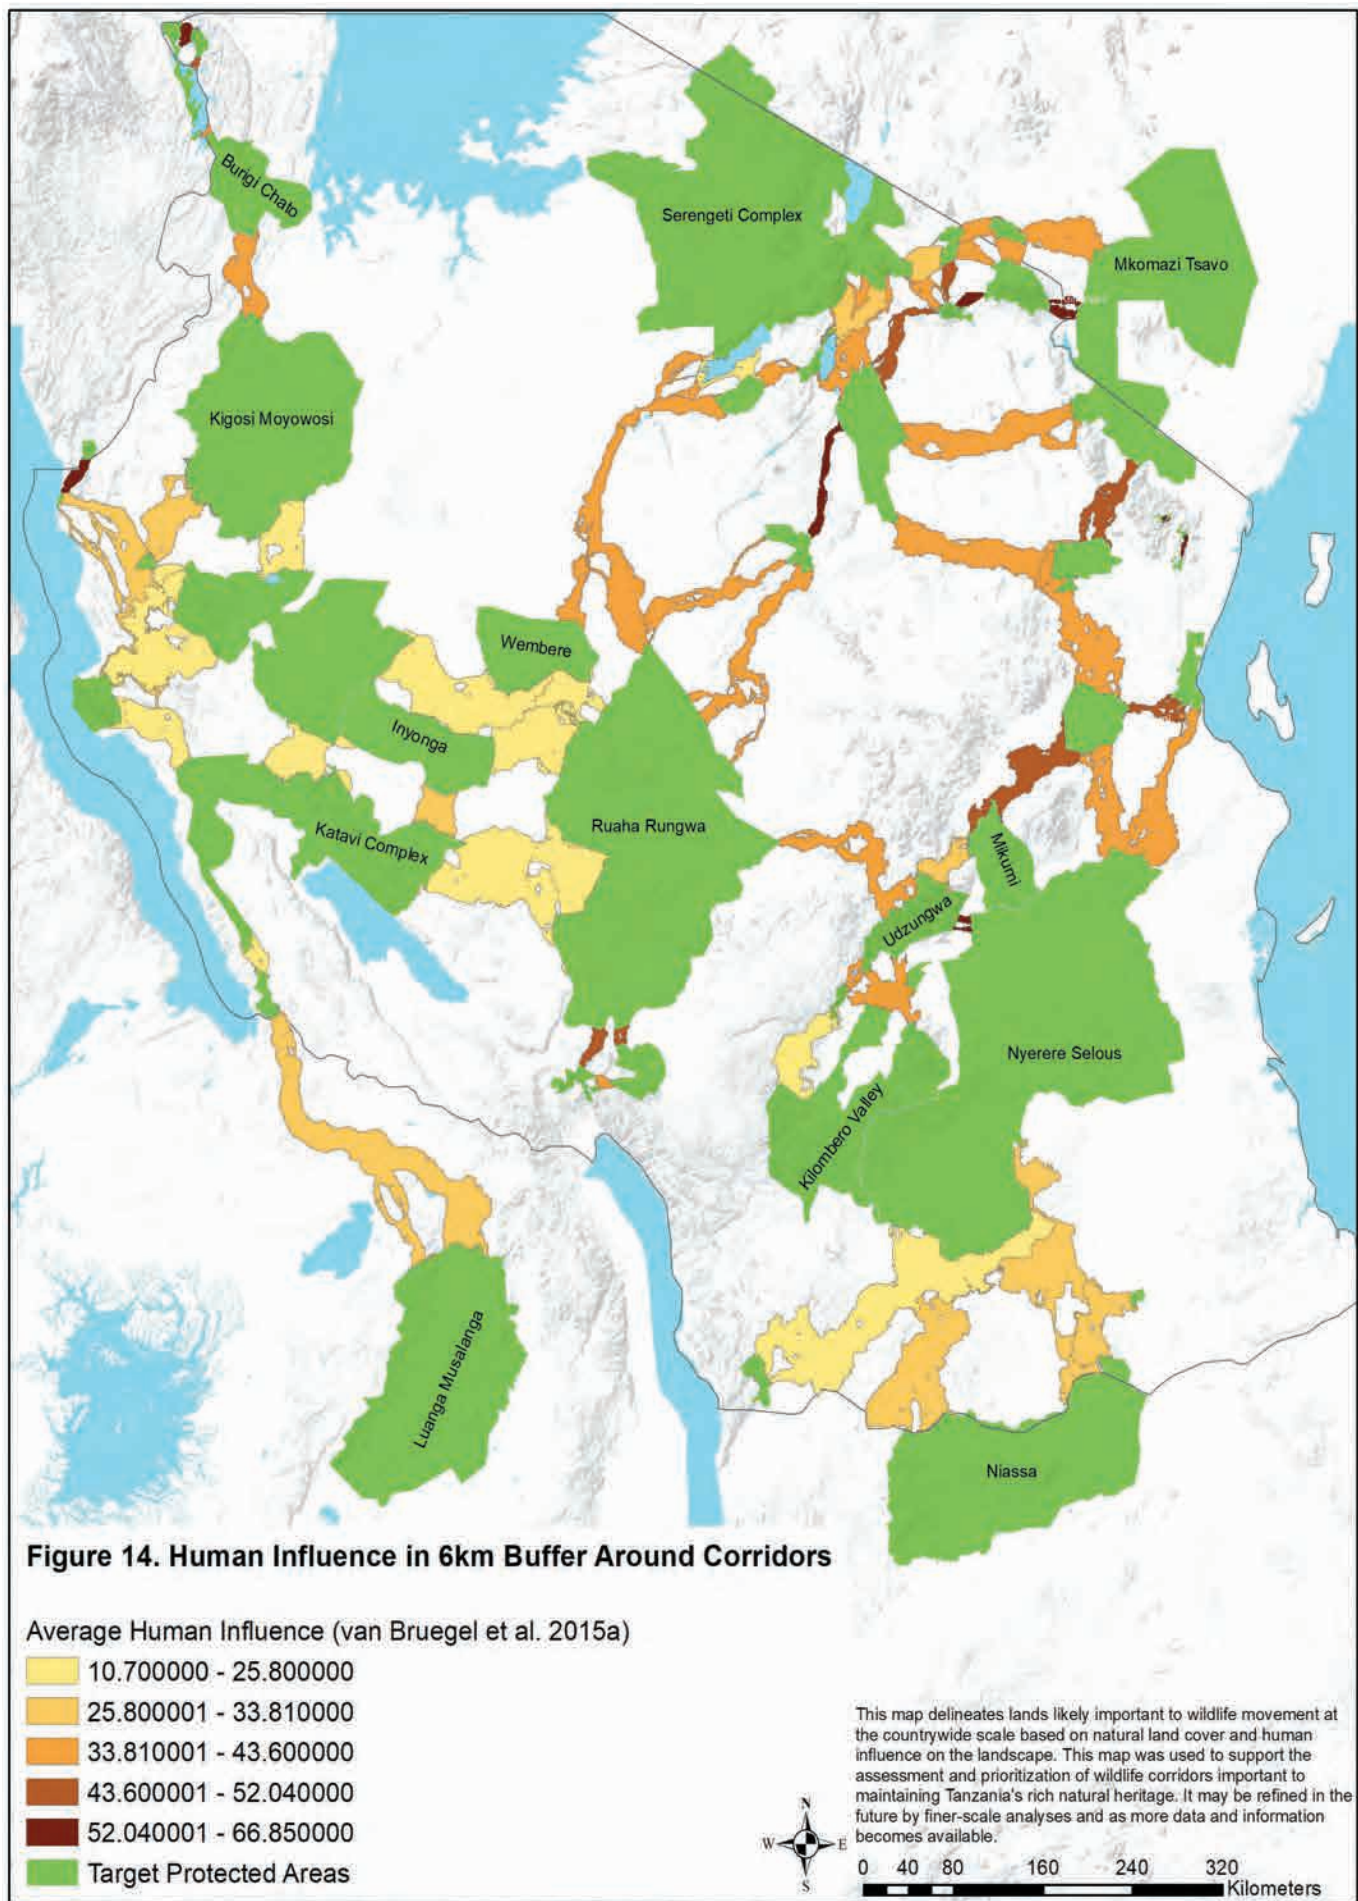 Burigi Chato
Serengeti Complex
Mkomazi Tsavo
Kigosi Moyowosi
Wembere
Inyonga
Katavi Complex
Ruaha Rungwa
Mikumi
Udzungwa
Nyerere Selous
Kilombero Valley
Luanga Musalanga
Niassa
Figure 14. Human Influence in 6km Buffer Around Corridors
Average Human Influence (van Bruegel et al. 2015a)
10.700000 - 25.800000
25.800001 - 33.810000
33.810001 - 43.600000
43.600001 - 52.040000
52.040001 - 66.850000
Target Protected Areas
This map delineates lands likely important to wildlife movement at
the countrywide scale based on natural land cover and human
influence on the landscape. This map was used to support the
assessment and prioritization of wildlife corridors important to
maintaining Tanzania's rich natural heritage. It may be refined in the
future by finer-scale analyses and as more data and information
becomes available.
N
W E
S
0 40 80 160 240 320
Kilometers